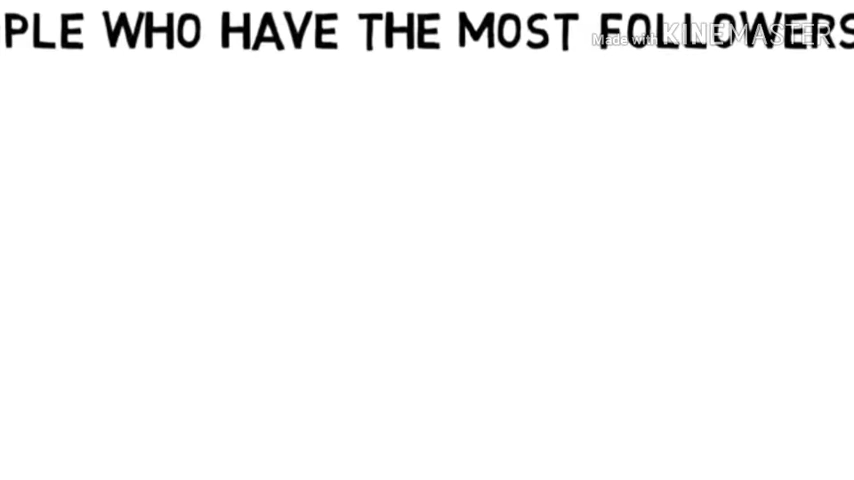 PLE WHO HAVE THE MOST FOLLOWERS
Made with KINEMASTER